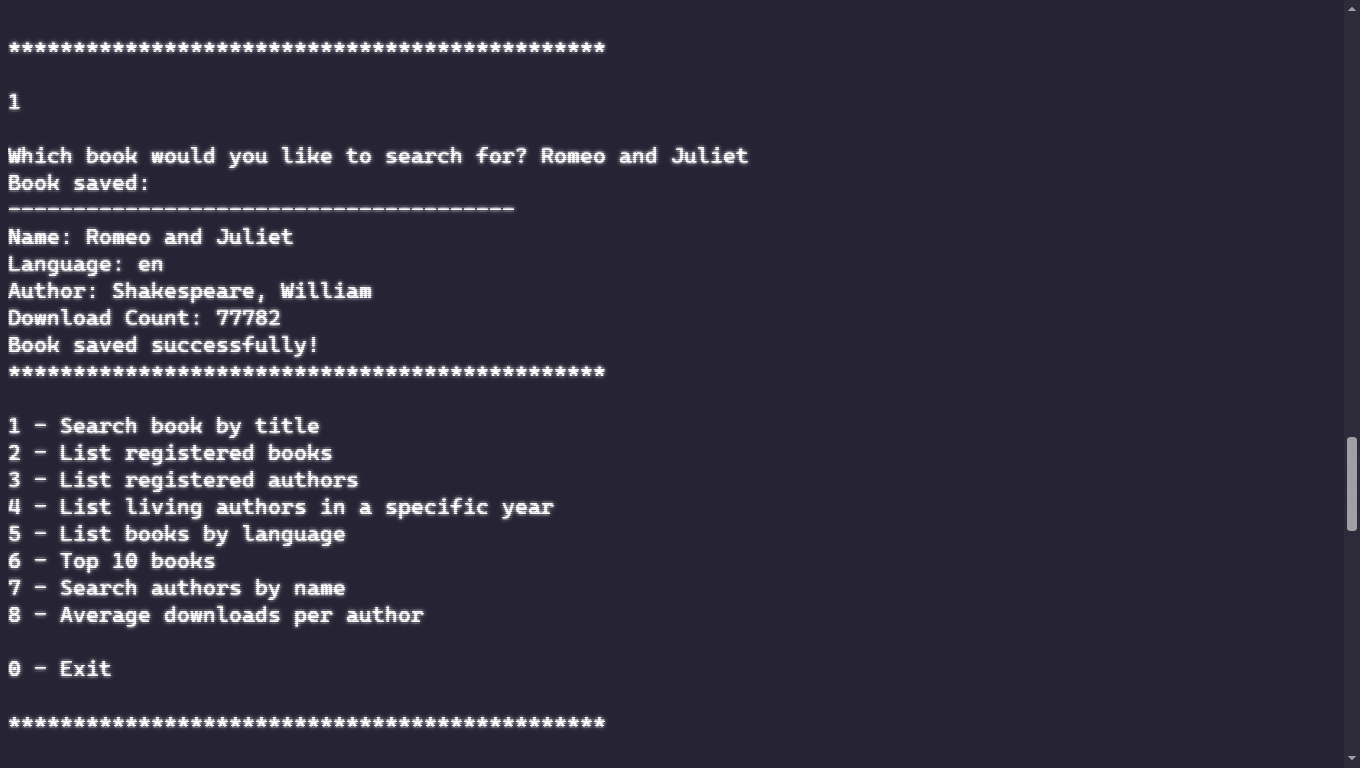 **********************************************
1
Which book would you like to search for? Romeo and Juliet
Book saved:
---------------------------------------
Name: Romeo and Juliet
Language: en
Author: Shakespeare, William
Download Count: 77782
Book saved successfully!
**********************************************
1 - Search book by title
2 - List registered books
3 - List registered authors
4 - List living authors in a specific year
5 - List books by language
6 - Top 10 books
7 - Search authors by name
8 - Average downloads per author
0 - Exit
**********************************************